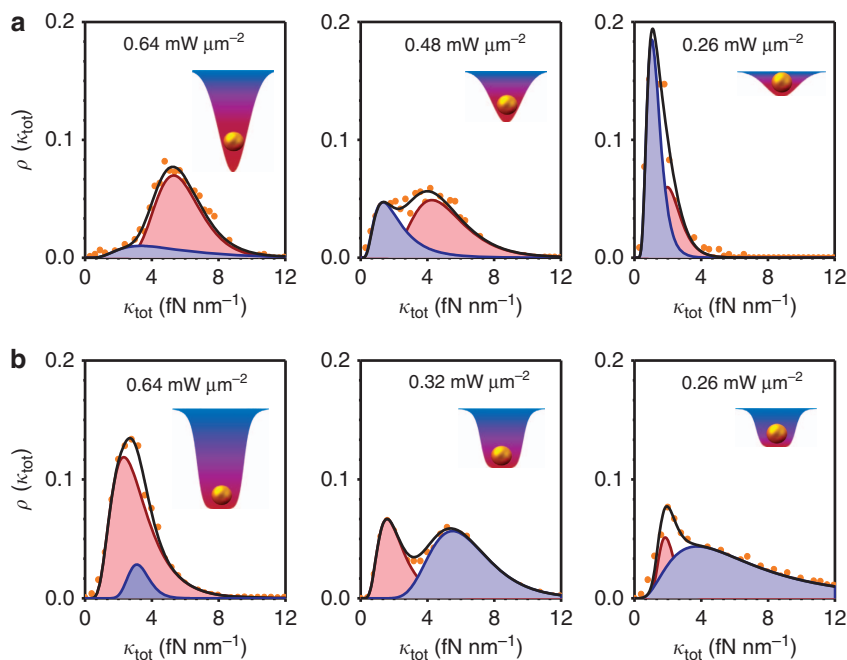 a
0.64 mW μm⁻²
0.48 mW μm⁻²
0.26 mW μm⁻²
0.2
0.2
0.2
ρ (κtot)
0.1
0.1
0.1
0.0
0.0
0.0
0 4 8 12
0 4 8 12
0 4 8 12
κtot (fN nm⁻¹)
κtot (fN nm⁻¹)
κtot (fN nm⁻¹)
b
0.64 mW μm⁻²
0.32 mW μm⁻²
0.26 mW μm⁻²
0.2
0.2
0.2
ρ (κtot)
0.1
0.1
0.1
0.0
0.0
0.0
0 4 8 12
0 4 8 12
0 4 8 12
κtot (fN nm⁻¹)
κtot (fN nm⁻¹)
κtot (fN nm⁻¹)